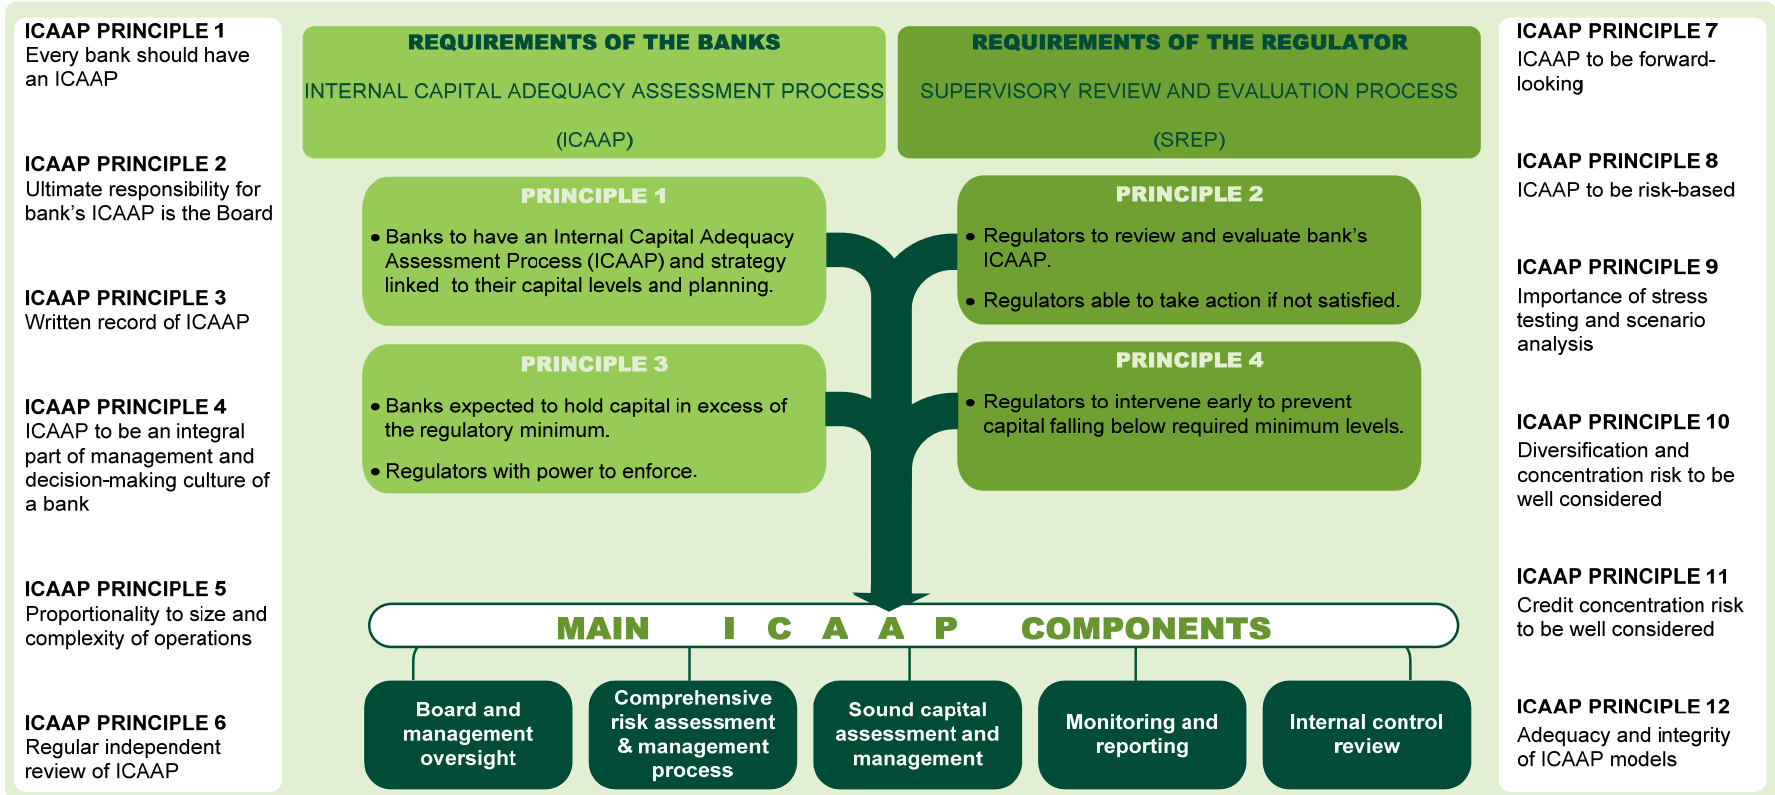 ICAAP PRINCIPLE 1
Every bank should have
an ICAAP
ICAAP PRINCIPLE 2
Ultimate responsibility for
bank’s ICAAP is the Board
ICAAP PRINCIPLE 3
Written record of ICAAP
ICAAP PRINCIPLE 4
ICAAP to be an integral
part of management and
decision-making culture of
a bank
ICAAP PRINCIPLE 5
Proportionality to size and
complexity of operations
ICAAP PRINCIPLE 6
Regular independent
review of ICAAP
REQUIREMENTS OF THE BANKS
INTERNAL CAPITAL ADEQUACY ASSESSMENT PROCESS
(ICAAP)
REQUIREMENTS OF THE REGULATOR
SUPERVISORY REVIEW AND EVALUATION PROCESS
(SREP)
PRINCIPLE 1
• Banks to have an Internal Capital Adequacy
Assessment Process (ICAAP) and strategy
linked to their capital levels and planning.
PRINCIPLE 2
• Regulators to review and evaluate bank’s
ICAAP.
• Regulators able to take action if not satisfied.
PRINCIPLE 3
• Banks expected to hold capital in excess of
the regulatory minimum.
• Regulators with power to enforce.
PRINCIPLE 4
• Regulators to intervene early to prevent
capital falling below required minimum levels.
MAIN I C A A P COMPONENTS
Board and
management
oversight
Comprehensive
risk assessment
& management
process
Sound capital
assessment and
management
Monitoring and
reporting
Internal control
review
ICAAP PRINCIPLE 7
ICAAP to be forward-
looking
ICAAP PRINCIPLE 8
ICAAP to be risk-based
ICAAP PRINCIPLE 9
Importance of stress
testing and scenario
analysis
ICAAP PRINCIPLE 10
Diversification and
concentration risk to be
well considered
ICAAP PRINCIPLE 11
Credit concentration risk
to be well considered
ICAAP PRINCIPLE 12
Adequacy and integrity
of ICAAP models